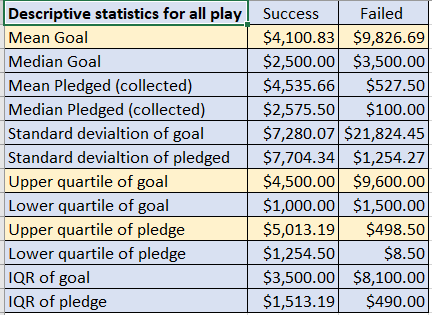 Descriptive statistics for all play Success Failed
Mean Goal $4,100.83 $9,826.69
Median Goal $2,500.00 $3,500.00
Mean Pledged (collected) $4,535.66 $527.50
Median Pledged (collected) $2,575.50 $100.00
Standard devialtion of goal $7,280.07 $21,824.45
Standard devialtion of pledged $7,704.34 $1,254.27
Upper quartile of goal $4,500.00 $9,600.00
Lower quartile of goal $1,000.00 $1,500.00
Upper quartile of pledge $5,013.19 $498.50
Lower quartile of pledge $1,254.50 $8.50
IQR of goal $3,500.00 $8,100.00
IQR of pledge $1,513.19 $490.00